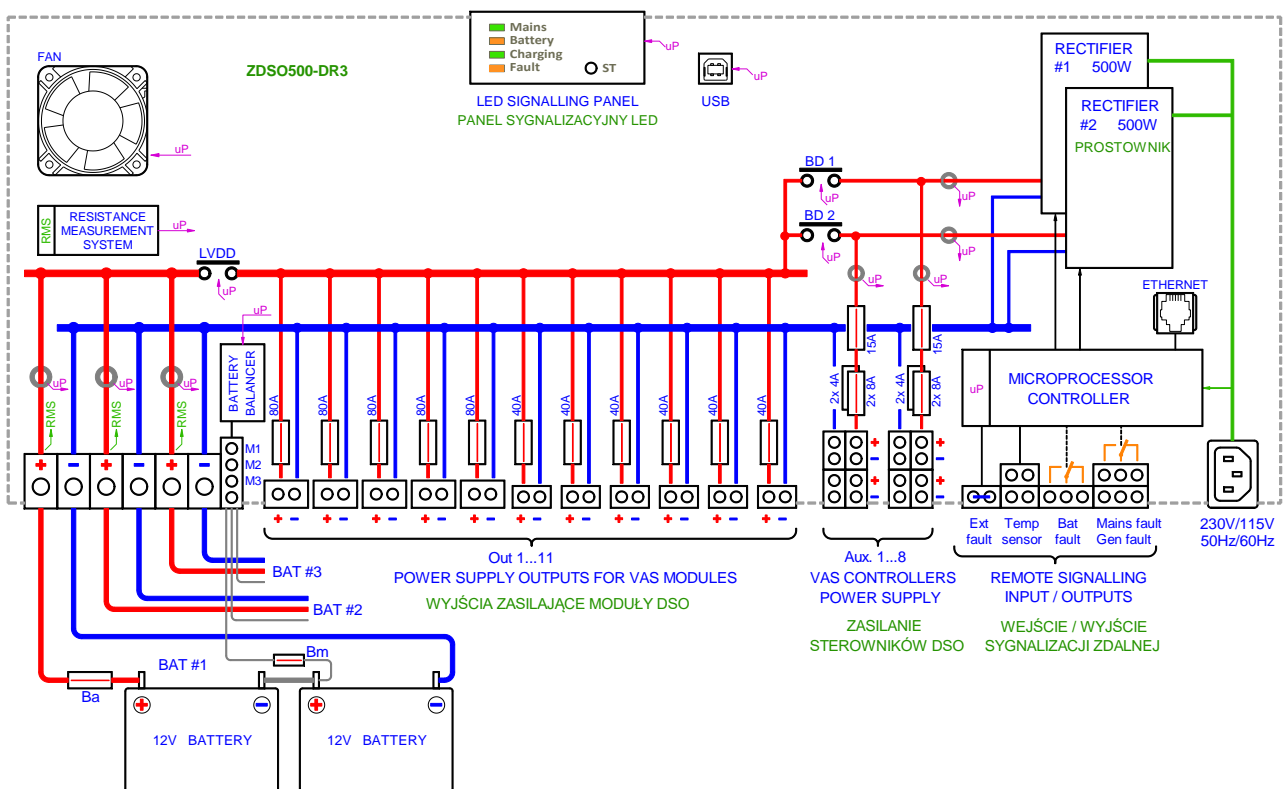 Mains
Battery
Charging
Fault
ST
uP
LED SIGNALLING PANEL
PANEL SYGNALIZACYJNY LED
FAN
uP
ZDSO500-DR3
uP
USB
RECTIFIER
#1 500W
RECTIFIER
#2 500W
PROSTOWNIK
RMS
RESISTANCE
MEASUREMENT
SYSTEM
uP
LVDD
uP
BD 1
uP
BD 2
uP
uP
uP
uP
uP
ETHERNET
uP
BATTERY
BALANCER
uP
uP
uP
RMS
RMS
RMS
80A
80A
80A
80A
80A
40A
40A
40A
40A
40A
40A
15A
15A
2x 4A
2x 8A
2x 4A
2x 8A
uP
MICROPROCESSOR
CONTROLLER
M1
M2
M3
+ - + - + -
+ - + - + - + - + - + - + - + - + - + - + -
+
-
+
-
+
-
+
-
Ext
fault
Temp
sensor
Bat
fault
Mains fault
Gen fault
230V/115V
50Hz/60Hz
Out 1...11
POWER SUPPLY OUTPUTS FOR VAS MODULES
WYJŚCIA ZASILAJĄCE MODUŁY DSO
Aux. 1...8
VAS CONTROLLERS
POWER SUPPLY
ZASILANIE
STEROWNIKÓW DSO
REMOTE SIGNALLING
INPUT / OUTPUTS
WEJŚCIE / WYJŚCIE
SYGNALIZACJI ZDALNEJ
BAT #3
BAT #2
BAT #1
Bm
Ba
+ -
12V BATTERY
+ -
12V BATTERY